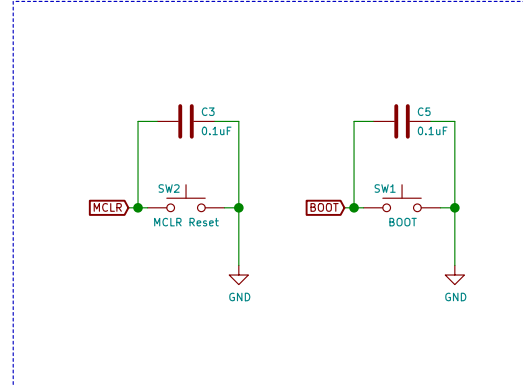 C3
0.1uF
C5
0.1uF
SW2
MCLR
MCLR Reset
SW1
BOOT
BOOT
GND
GND